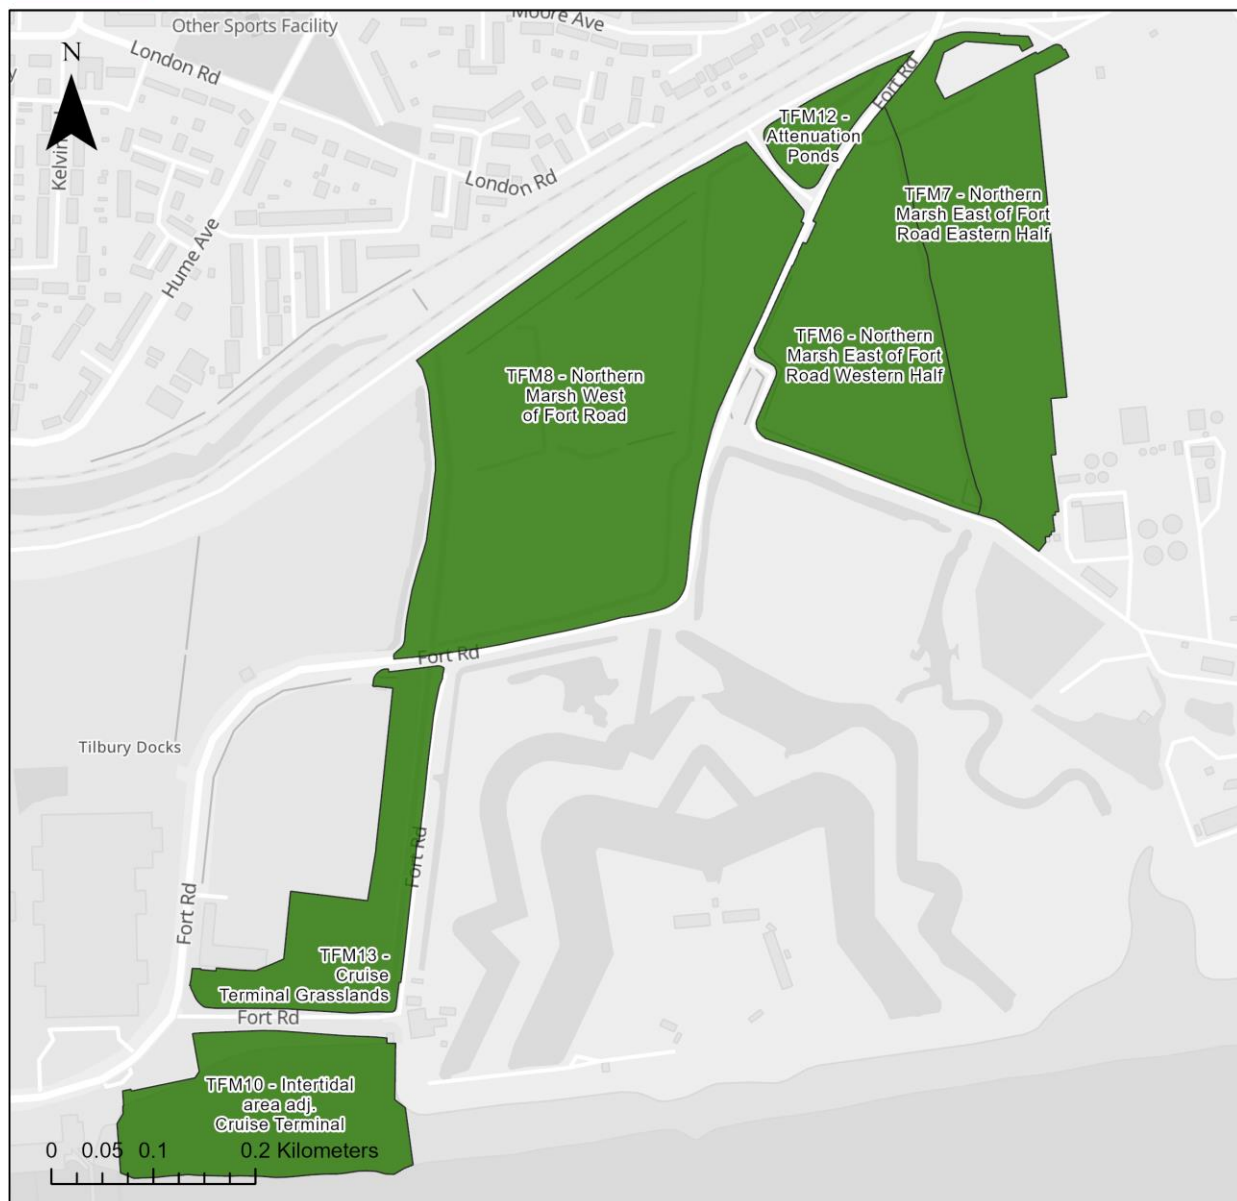 Other Sports Facility
Moore Ave
London Rd
N
Fort Rd
TFM12 -
Attenuation
Ponds
London Rd
Hume Ave
TFM7 - Northern
Marsh East of Fort
Road Eastern Half
TFM6 - Northern
Marsh East of Fort
Road Western Half
TFM8 - Northern
Marsh West
of Fort Road
Fort Rd
Tilbury Docks
Fort Rd
Fort Rd
TFM13 -
Cruise
Terminal Grasslands
Fort Rd
TFM10 - Intertidal
area adj.
Cruise Terminal
0 0.05 0.1 0.2 Kilometers